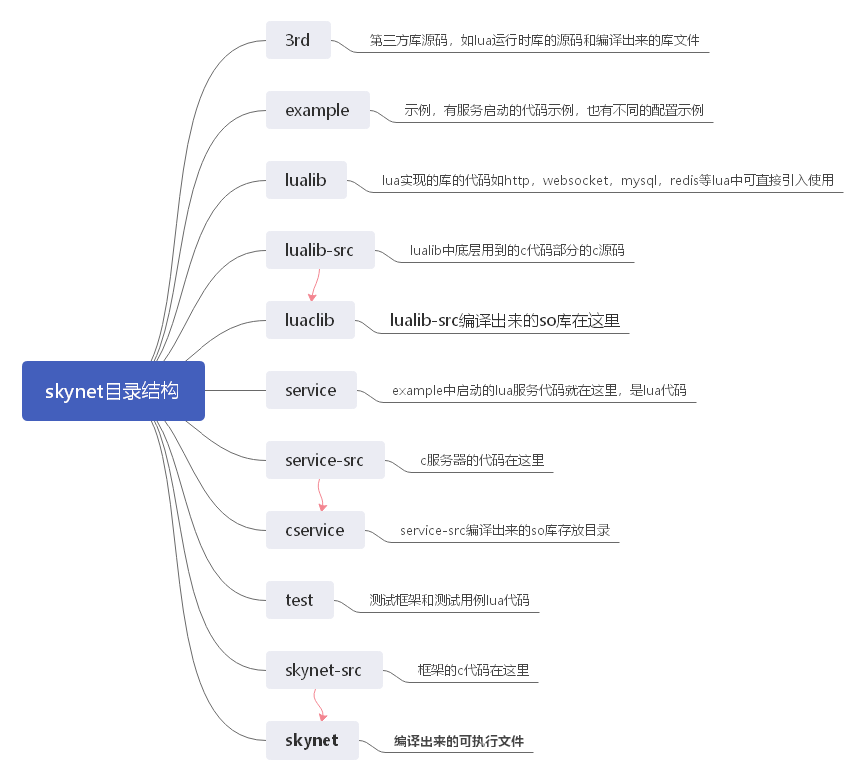 3rd
第三方库源码，如lua运行时库的源码和编译出来的库文件
example
示例，有服务启动的代码示例，也有不同的配置示例
lualib
lua实现的库的代码如http，websocket，mysql，redis等lua中可直接引入使用
lualib-src
lualib中底层用到的c代码部分的c源码
luaclib
lualib-src编译出来的so库在这里
skynet目录结构
service
example中启动的lua服务代码就在这里，是lua代码
service-src
c服务器的代码在这里
cservice
service-src编译出来的so库存放目录
test
测试框架和测试用例lua代码
skynet-src
框架的c代码在这里
skynet
编译出来的可执行文件